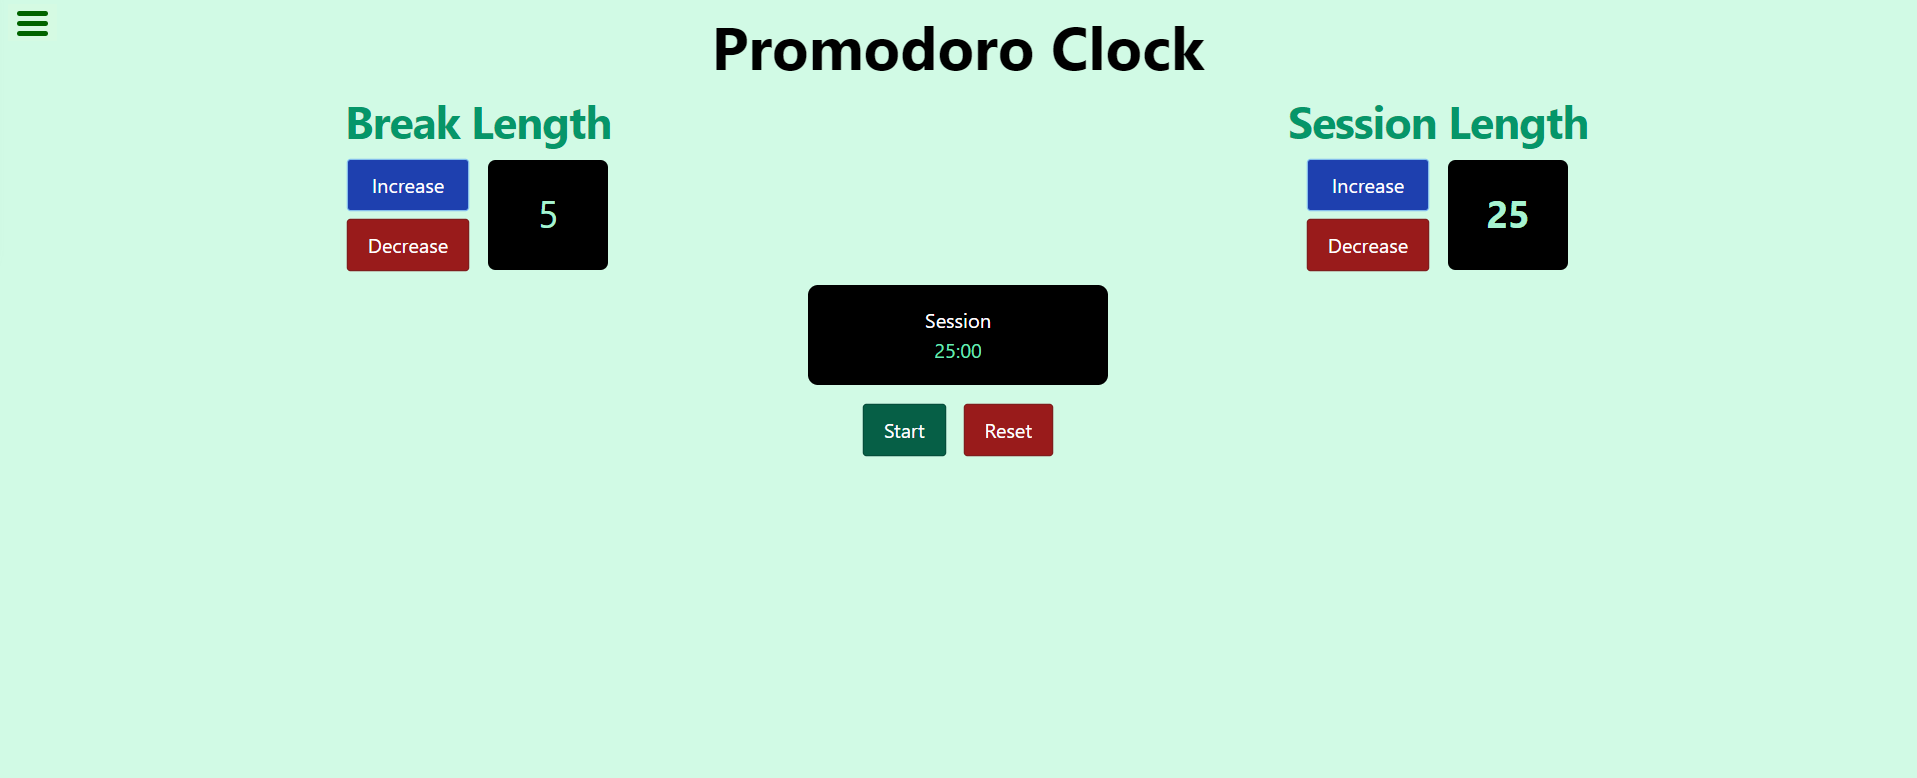 Promodoro Clock
Break Length
Increase
Decrease
5
Session Length
Increase
Decrease
25
Session
25:00
Start
Reset